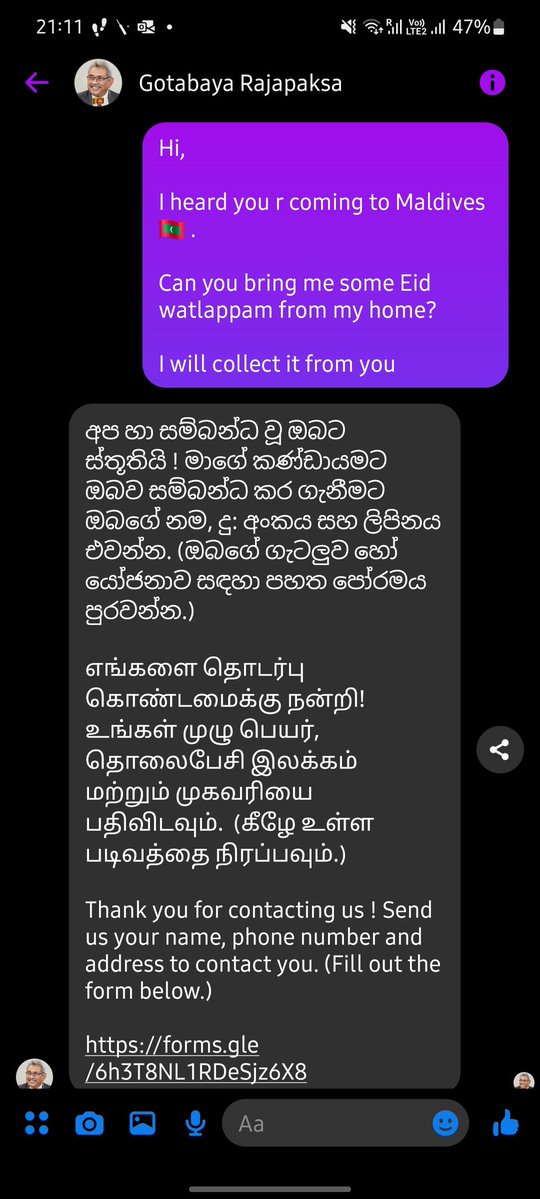 21:11
R
Vo))
LTE2
47%
Gotabaya Rajapaksa
Hi,
I heard you r coming to Maldives
🇲🇻 .
Can you bring me some Eid
watlappam from my home?
I will collect it from you
අප හා සම්බන්ධ වූ ඔබට
ස්තූතියි ! මාගේ කණ්ඩායමට
ඔබව සම්බන්ධ කර ගැනීමට
ඔබගේ නම, දු: අංකය සහ ලිපිනය
එවන්න. (ඔබගේ ගැටලුව හෝ
යෝජනාව සඳහා පහත පෝරමය
පුරවන්න.)
எங்களை தொடர்பு
கொண்டமைக்கு நன்றி!
உங்கள் முழு பெயர்,
தொலைபேசி இலக்கம்
மற்றும் முகவரியை
பதிவிடவும். (கீழே உள்ள
படிவத்தை நிரப்பவும்.)
Thank you for contacting us ! Send
us your name, phone number and
address to contact you. (Fill out the
form below.)
https://forms.gle
/6h3T8NL1RDeSjz6X8
Aa